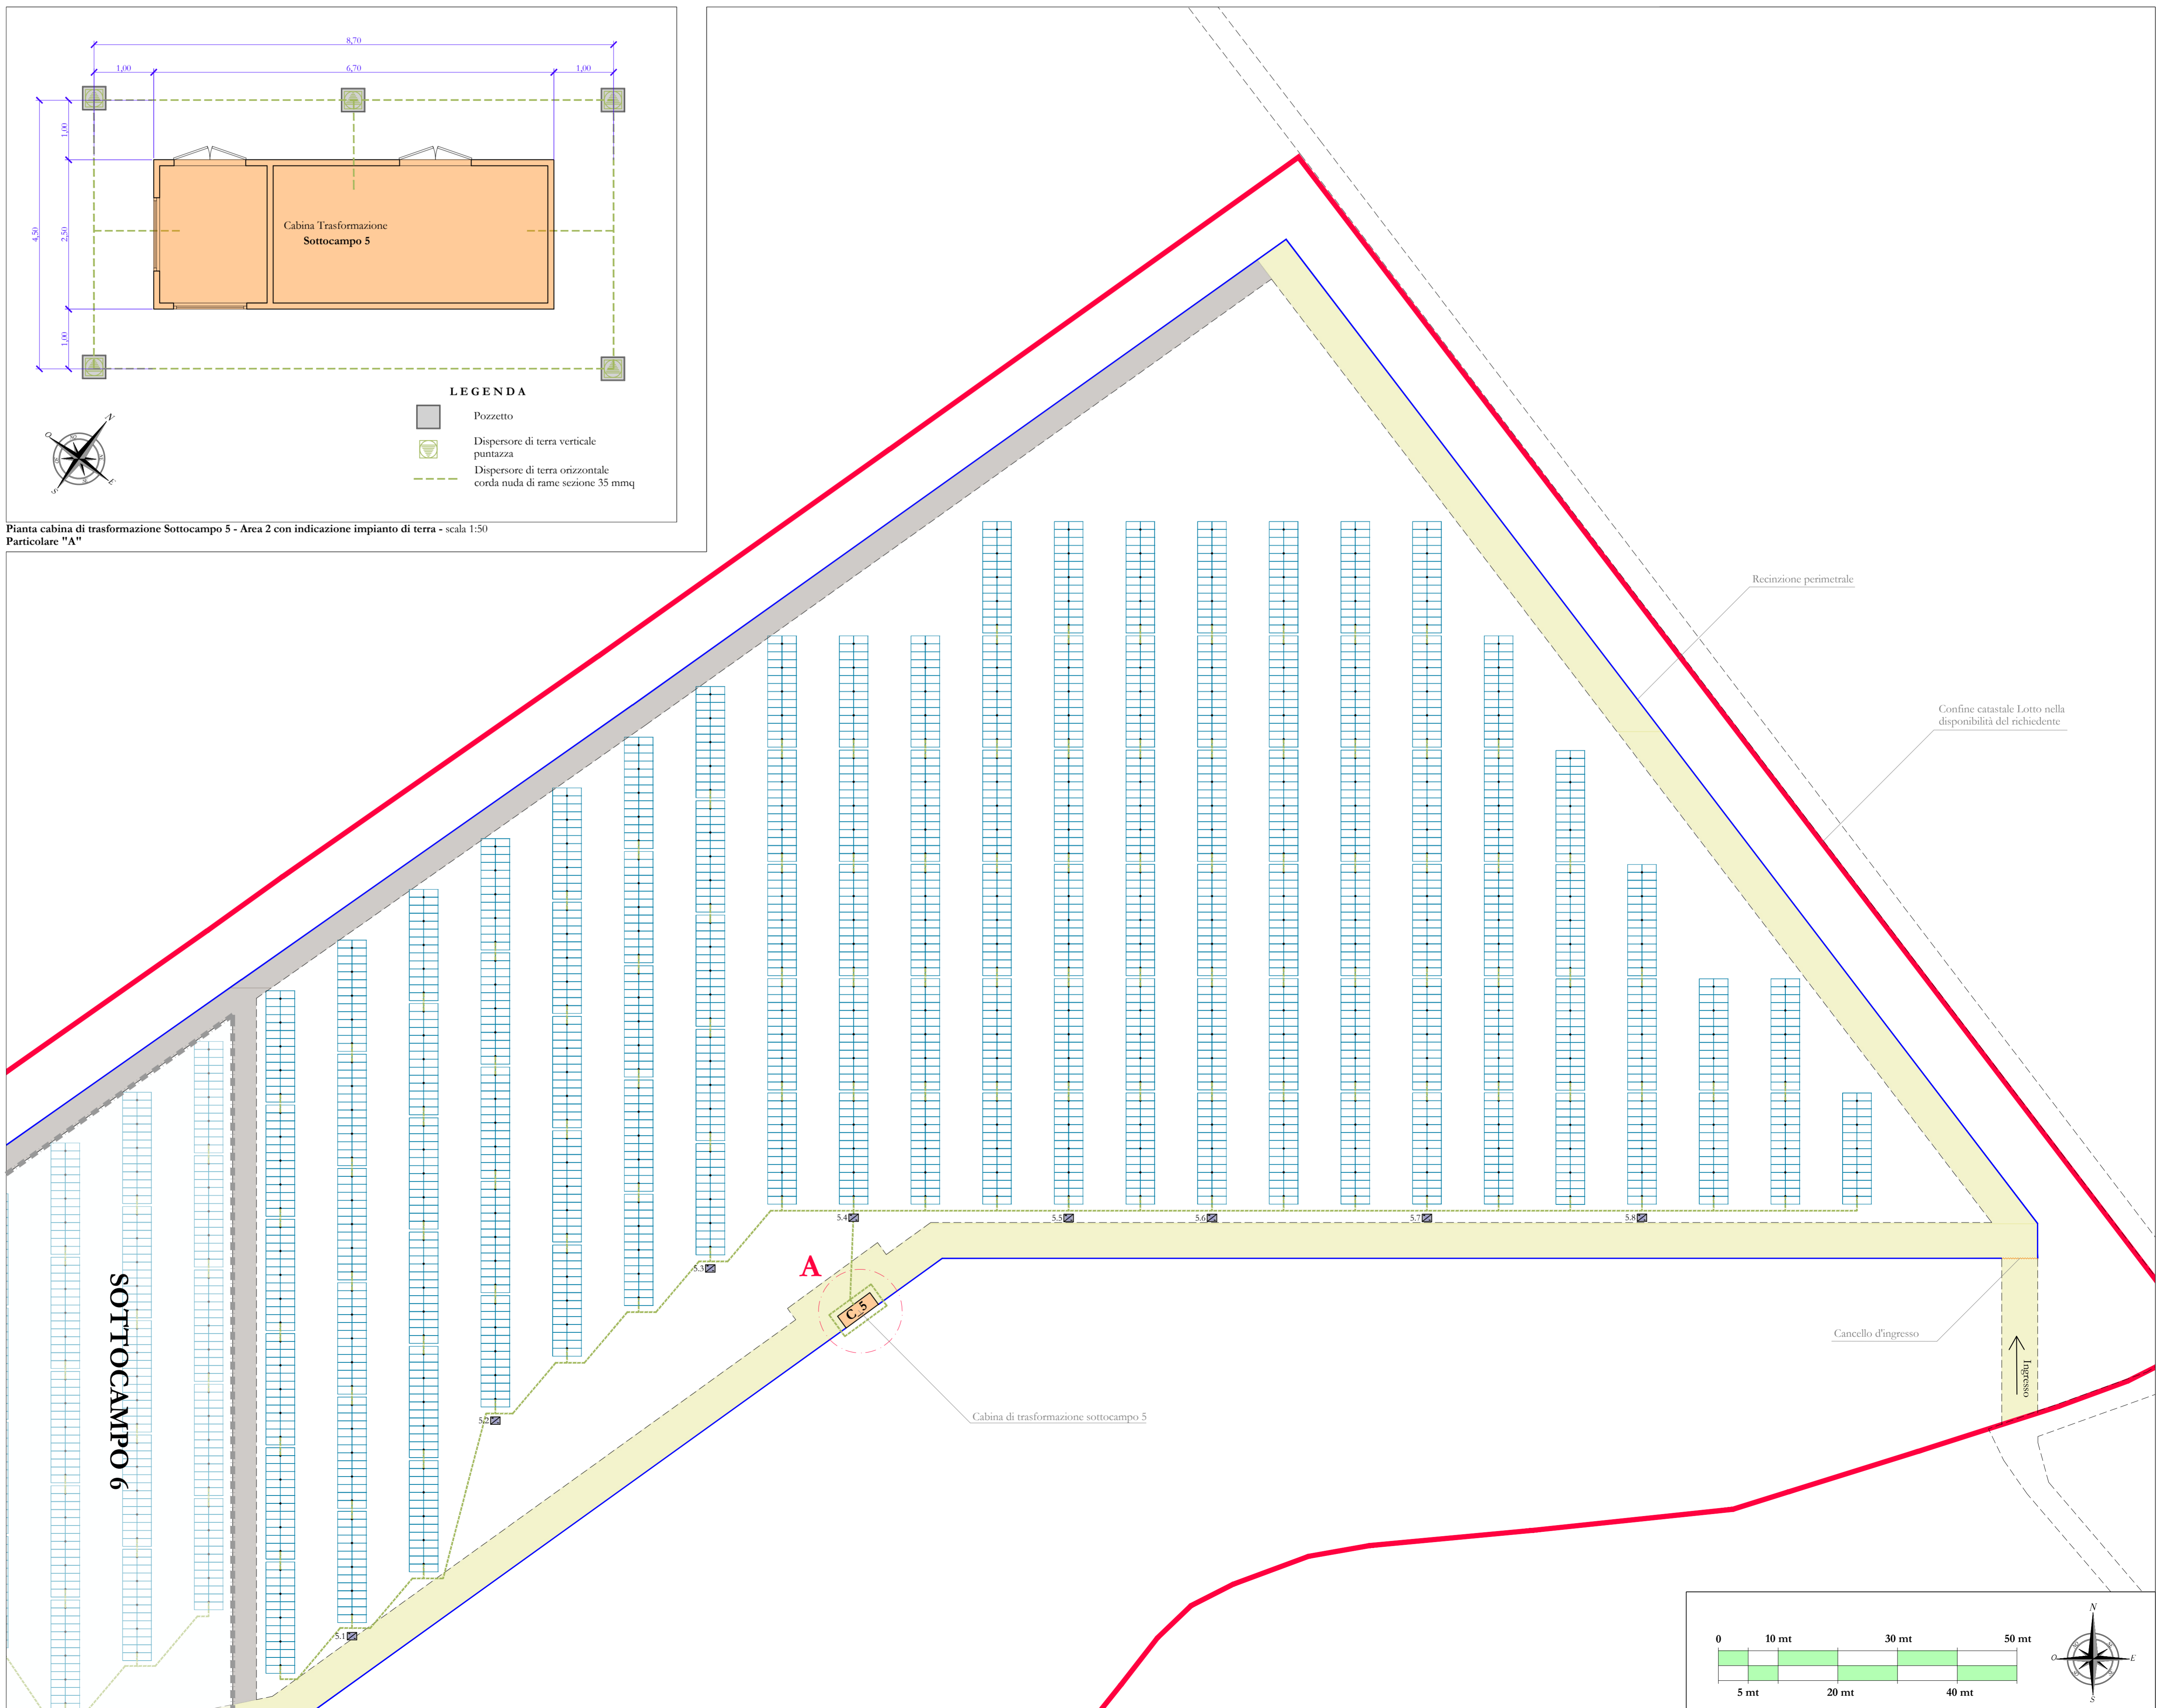 8,70
1,00
6,70
1,00
1,00
4,50
2,50
1,00
Cabina Trasformazione
Sottocampo 5
LEGENDA
Pozzetto
Dispersore di terra verticale
puntazza
Dispersore di terra orizzontale
corda nuda di rame sezione 35 mmq
N
O
E
S
Pianta cabina di trasformazione Sottocampo 5 - Area 2 con indicazione impianto di terra - scala 1:50
Particolare "A"
Recinzione perimetrale
Confine catastale Lotto nella
disponibilità del richiedente
5.4
5.5
5.6
5.7
5.8
A
5.3
C_5
SOTTOCAMPO 6
Cancello d'ingresso
Ingresso
Cabina di trasformazione sottocampo 5
5.2
5.1
0
10 mt
30 mt
50 mt
5 mt
20 mt
40 mt
N
O
E
S